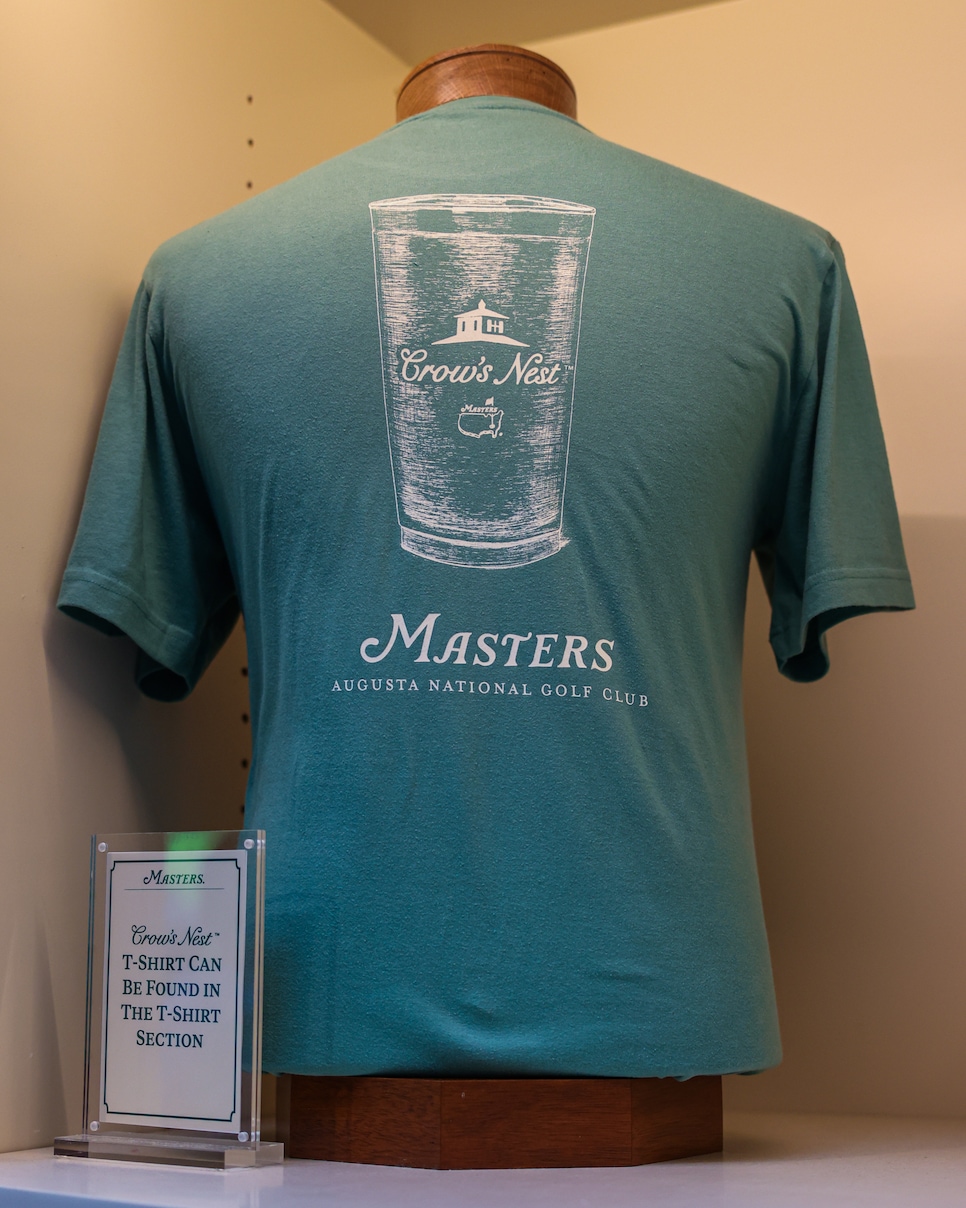 Crow's Nest™
MASTERS
MASTERS
AUGUSTA NATIONAL GOLF CLUB
MASTERS.
Crow's Nest™
T-SHIRT CAN
BE FOUND IN
THE T-SHIRT
SECTION